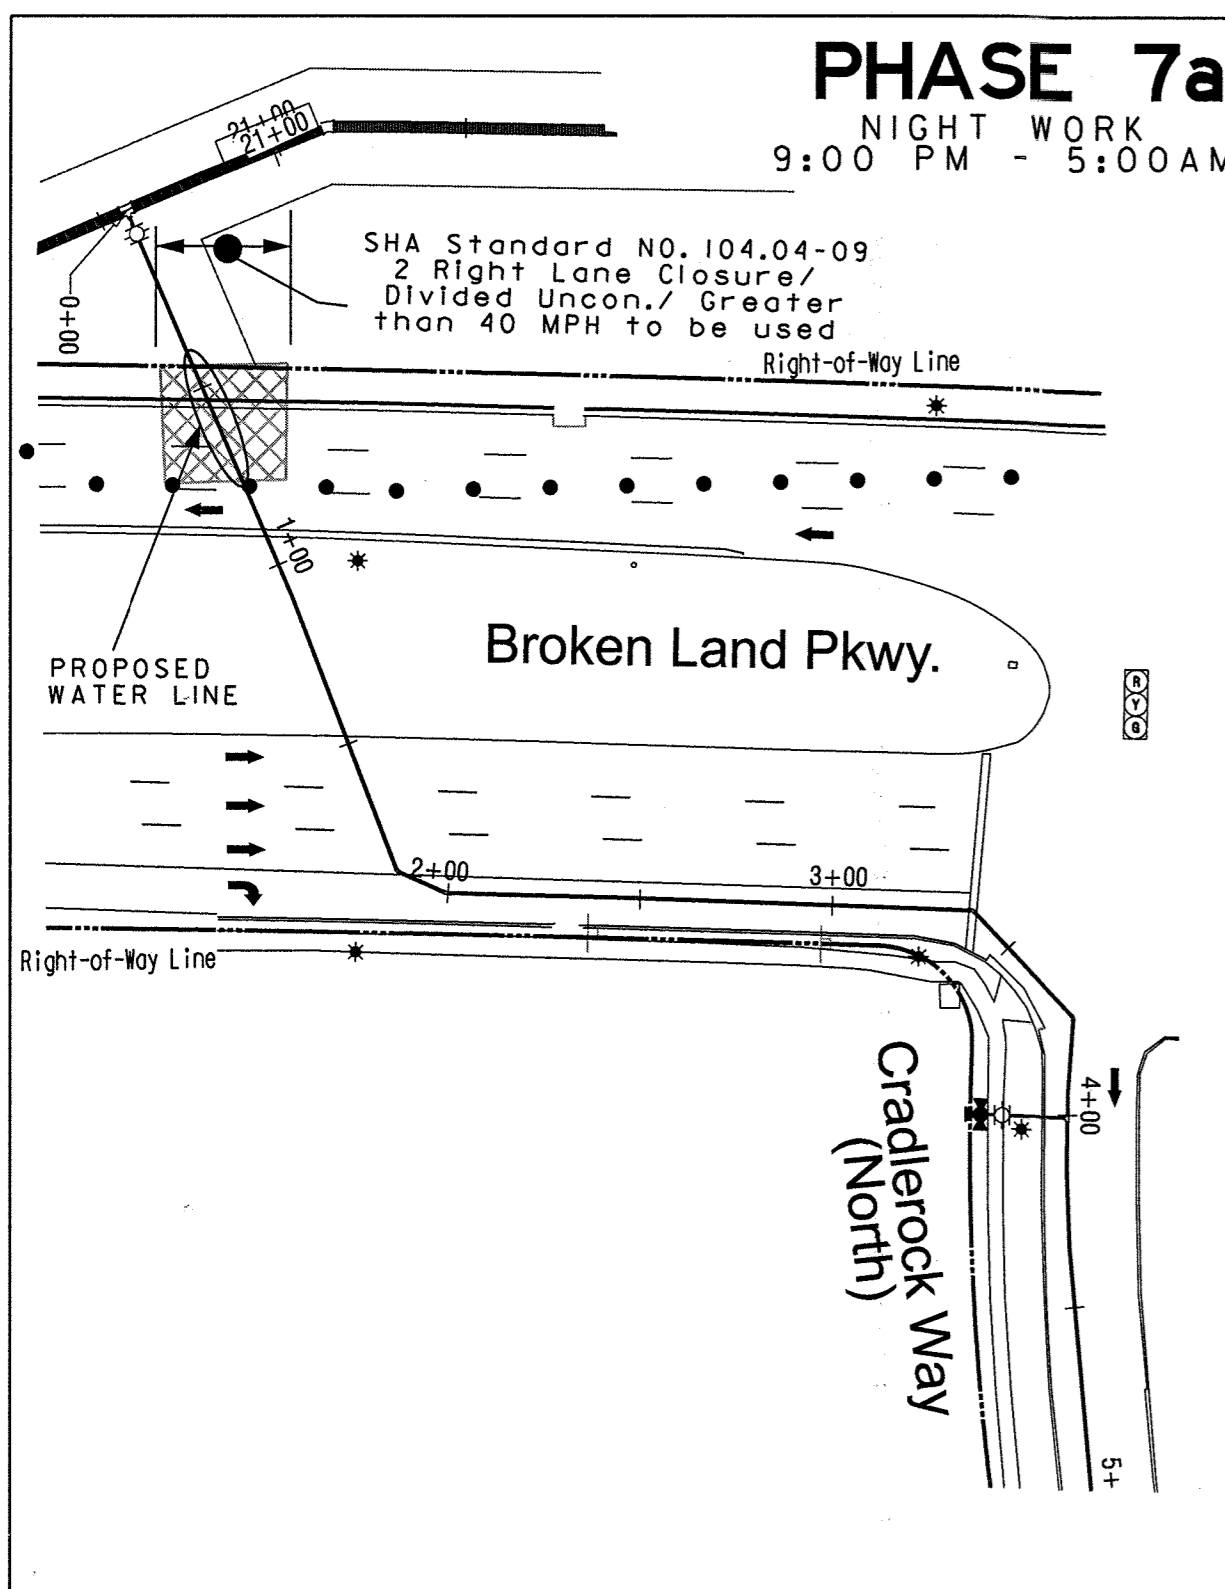 PHASE 7a
NIGHT WORK
9:00 PM - 5:00AM
21+00
21+00
SHA Standard NO. 104.04-09
2 Right Lane Closure/
Divided Uncon./ Greater
than 40 MPH to be used
0+00
Right-of-Way Line
1+00
Broken Land Pkwy.
PROPOSED
WATER LINE
R
Y
G
2+00
3+00
Right-of-Way Line
4+00
Cradlerock Way
(North)
5+